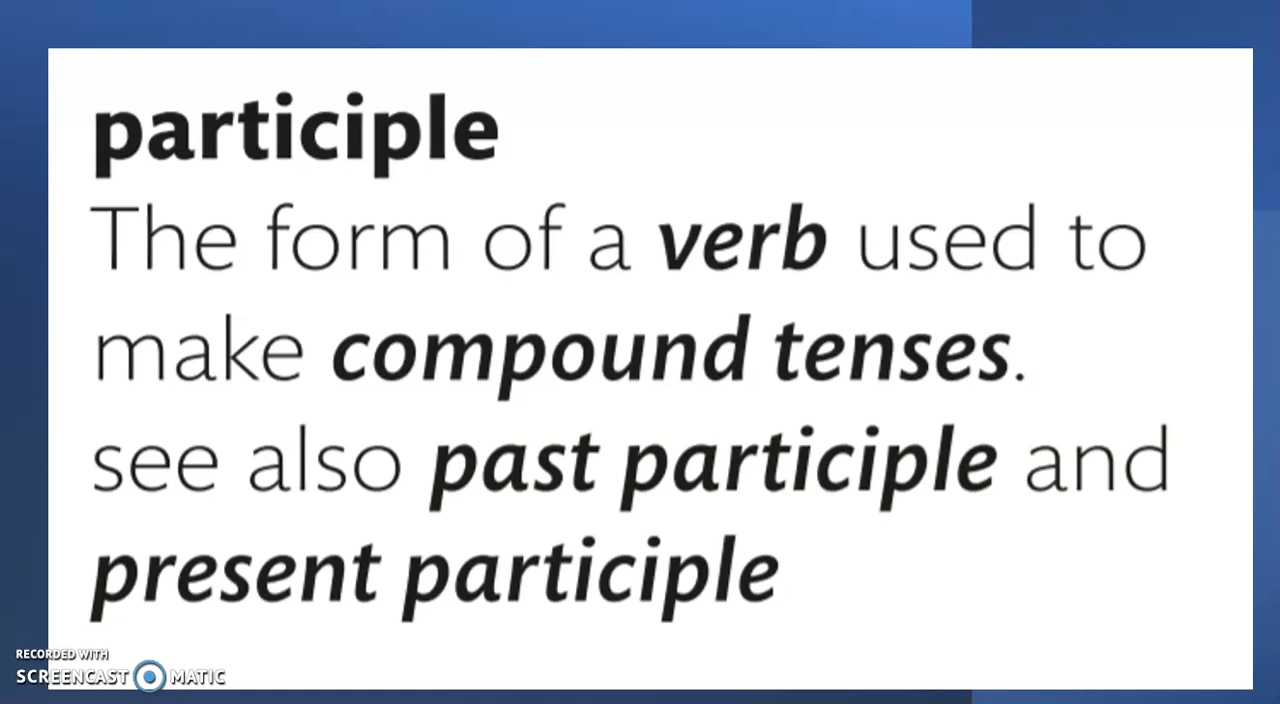 participle
The form of a verb used to
make compound tenses.
see also past participle and
present participle
RECORDED WITH
SCREENCAST MATIC